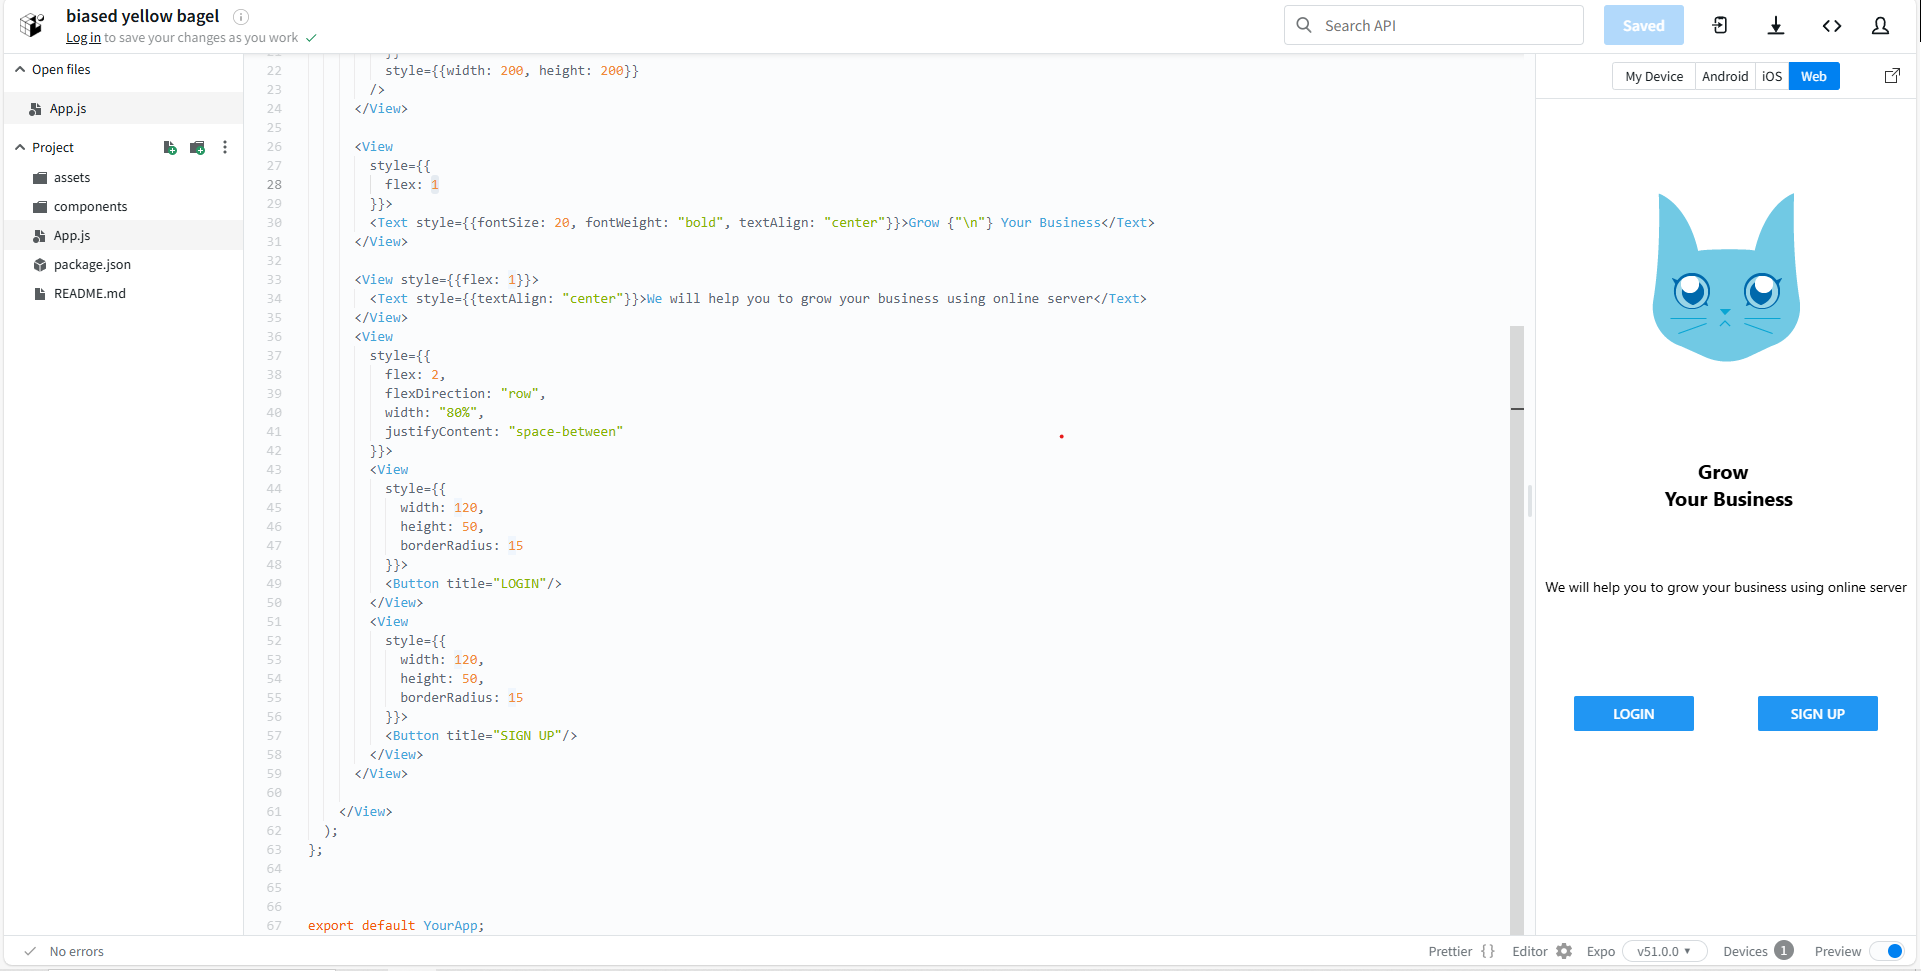 biased yellow bagel
Log in to save your changes as you work
Search API
Saved
Open files
App.js
Project
assets
components
App.js
package.json
README.md
22 style={{width: 200, height: 200}}
23 />
24 </View>
25
26 <View
27 style={{
28 flex: 1
29 }}>
30 <Text style={{fontSize: 20, fontWeight: "bold", textAlign: "center"}}>Grow {"\n"} Your Business</Text>
31 </View>
32
33 <View style={{flex: 1}}>
34 <Text style={{textAlign: "center"}}>We will help you to grow your business using online server</Text>
35 </View>
36 <View
37 style={{
38 flex: 2,
39 flexDirection: "row",
40 width: "80%",
41 justifyContent: "space-between"
42 }}>
43 <View
44 style={{
45 width: 120,
46 height: 50,
47 borderRadius: 15
48 }}>
49 <Button title="LOGIN"/>
50 </View>
51 <View
52 style={{
53 width: 120,
54 height: 50,
55 borderRadius: 15
56 }}>
57 <Button title="SIGN UP"/>
58 </View>
59 </View>
60
61 </View>
62 );
63 };
64
65
66
67 export default YourApp;
My Device Android iOS Web
Grow
Your Business
We will help you to grow your business using online server
LOGIN SIGN UP
No errors
Prettier {} Editor Expo v51.0.0 Devices 1 Preview